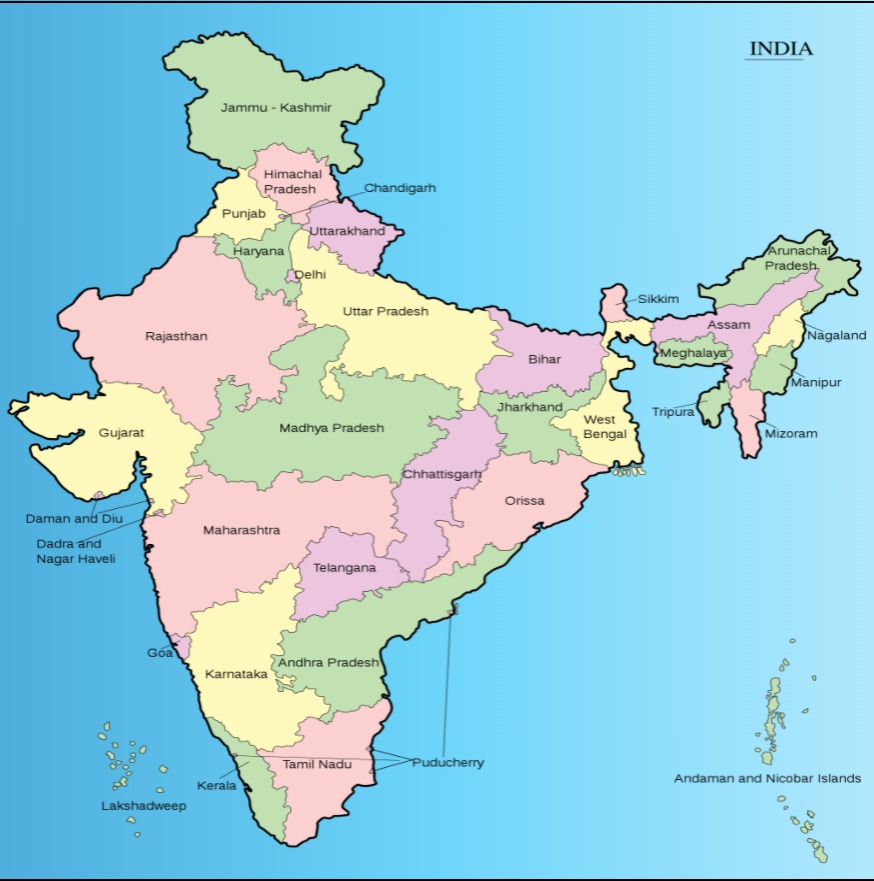 INDIA
Jammu - Kashmir
Himachal
Pradesh
Chandigarh
Punjab
Uttarakhand
Haryana
Delhi
Arunachal
Pradesh
Sikkim
Uttar Pradesh
Rajasthan
Assam
Nagaland
Bihar
Meghalaya
Manipur
Jharkhand
Tripura
West
Bengal
Mizoram
Gujarat
Madhya Pradesh
Chhattisgarh
Orissa
Daman and Diu
Maharashtra
Dadra and
Nagar Haveli
Telangana
Goa
Andhra Pradesh
Karnataka
Tamil Nadu
Puducherry
Kerala
Andaman and Nicobar Islands
Lakshadweep